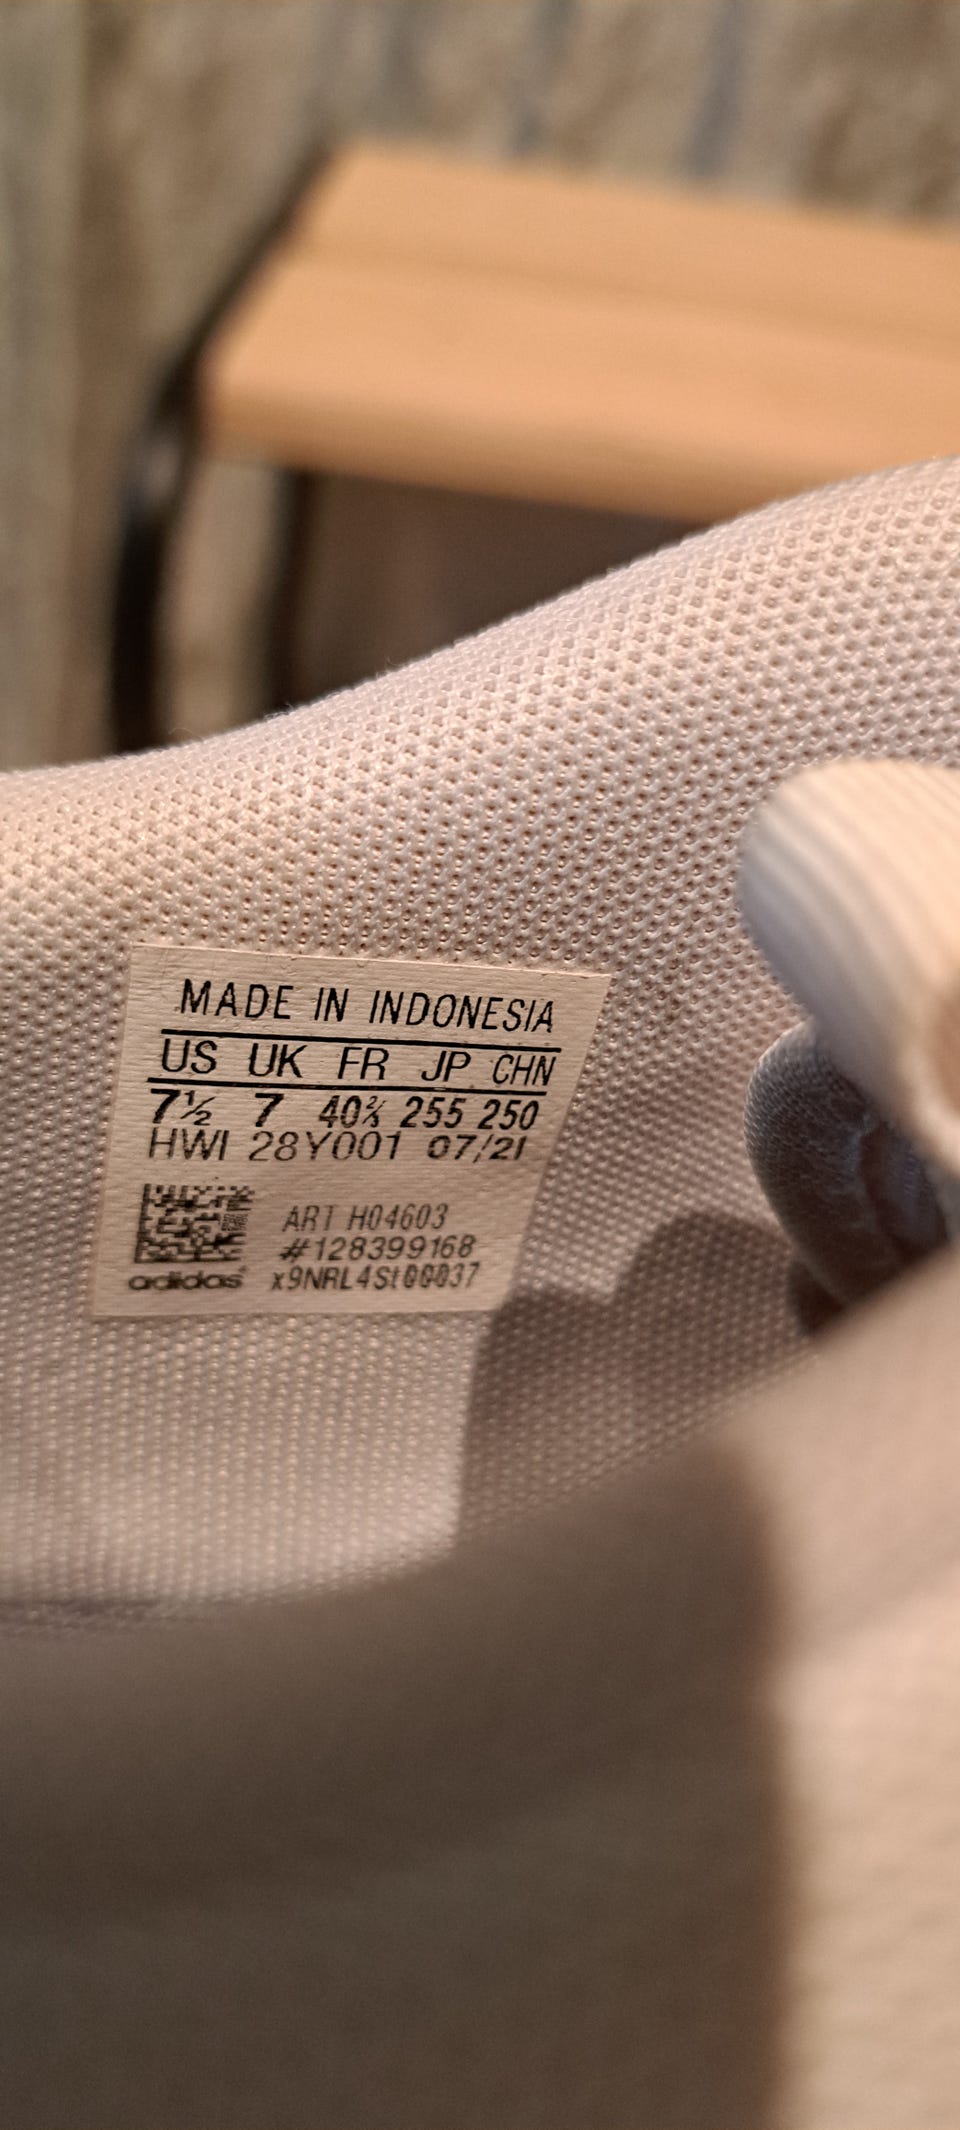 MADE IN INDONESIA
US UK FR JP CHN
7½ 7 40⅔ 255 250
HWI 28Y001 07/21
ART H04603
#128399168
adidas x9NRL4St00037